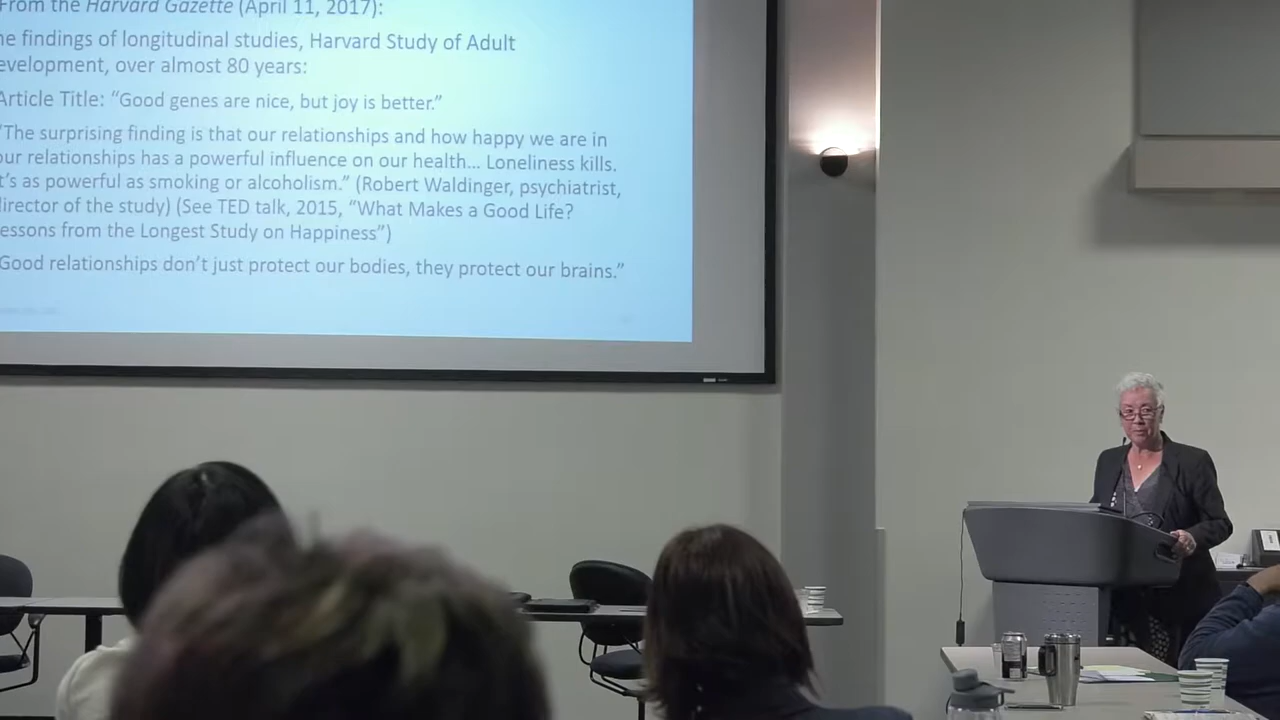 From the Harvard Gazette (April 11, 2017):
he findings of longitudinal studies, Harvard Study of Adult
evelopment, over almost 80 years:
Article Title: “Good genes are nice, but joy is better.”
“The surprising finding is that our relationships and how happy we are in
our relationships has a powerful influence on our health... Loneliness kills.
t’s as powerful as smoking or alcoholism.” (Robert Waldinger, psychiatrist,
director of the study) (See TED talk, 2015, “What Makes a Good Life?
essons from the Longest Study on Happiness”)
Good relationships don’t just protect our bodies, they protect our brains.”